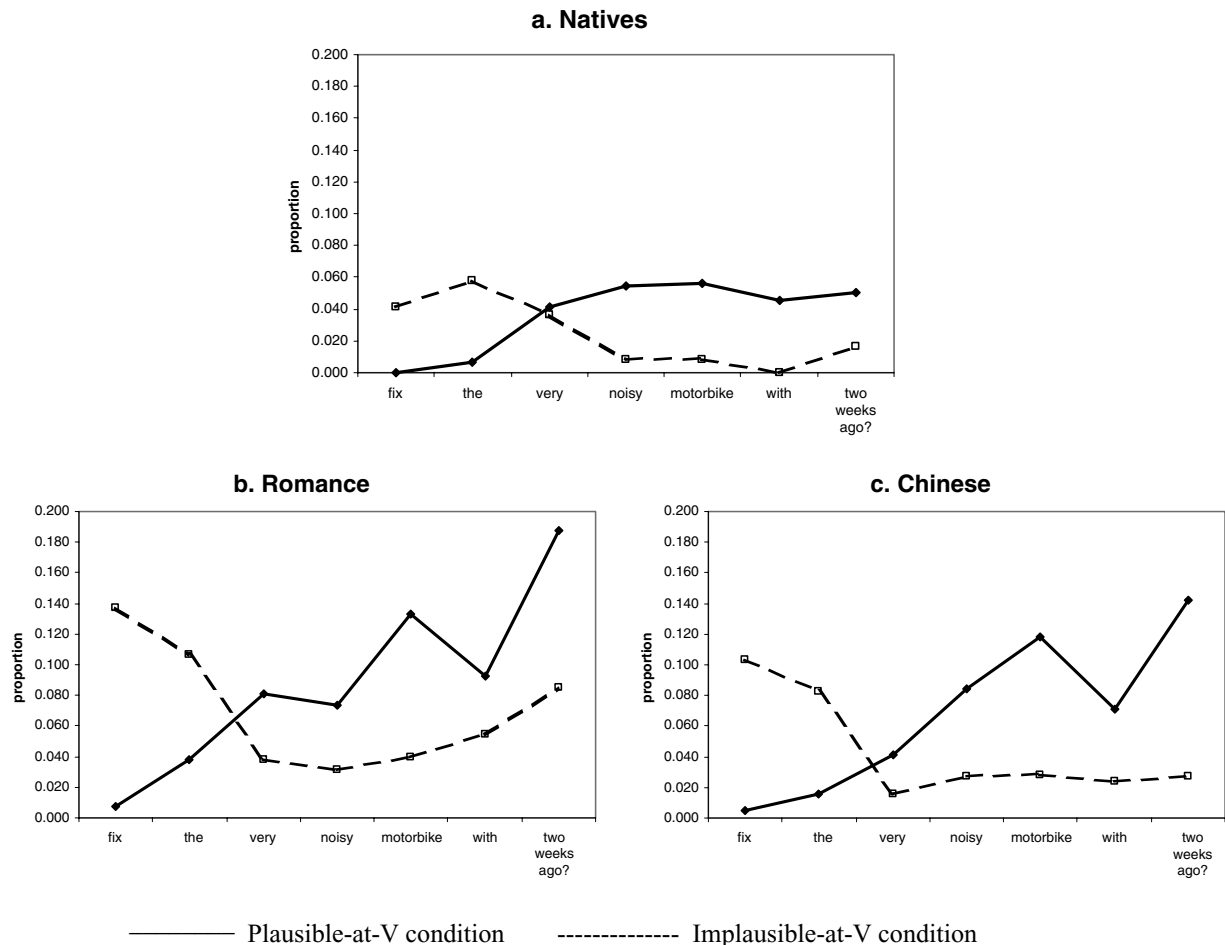 a. Natives
0.200
0.180
0.160
0.140
0.120
0.100
0.080
0.060
0.040
0.020
0.000
proportion
fix the very noisy motorbike with two
weeks
ago?
b. Romance
0.200
0.180
0.160
0.140
0.120
0.100
0.080
0.060
0.040
0.020
0.000
proportion
fix the very noisy motorbike with two
weeks
ago?
c. Chinese
0.200
0.180
0.160
0.140
0.120
0.100
0.080
0.060
0.040
0.020
0.000
proportion
fix the very noisy motorbike with two
weeks
ago?
Plausible-at-V condition
Implausible-at-V condition